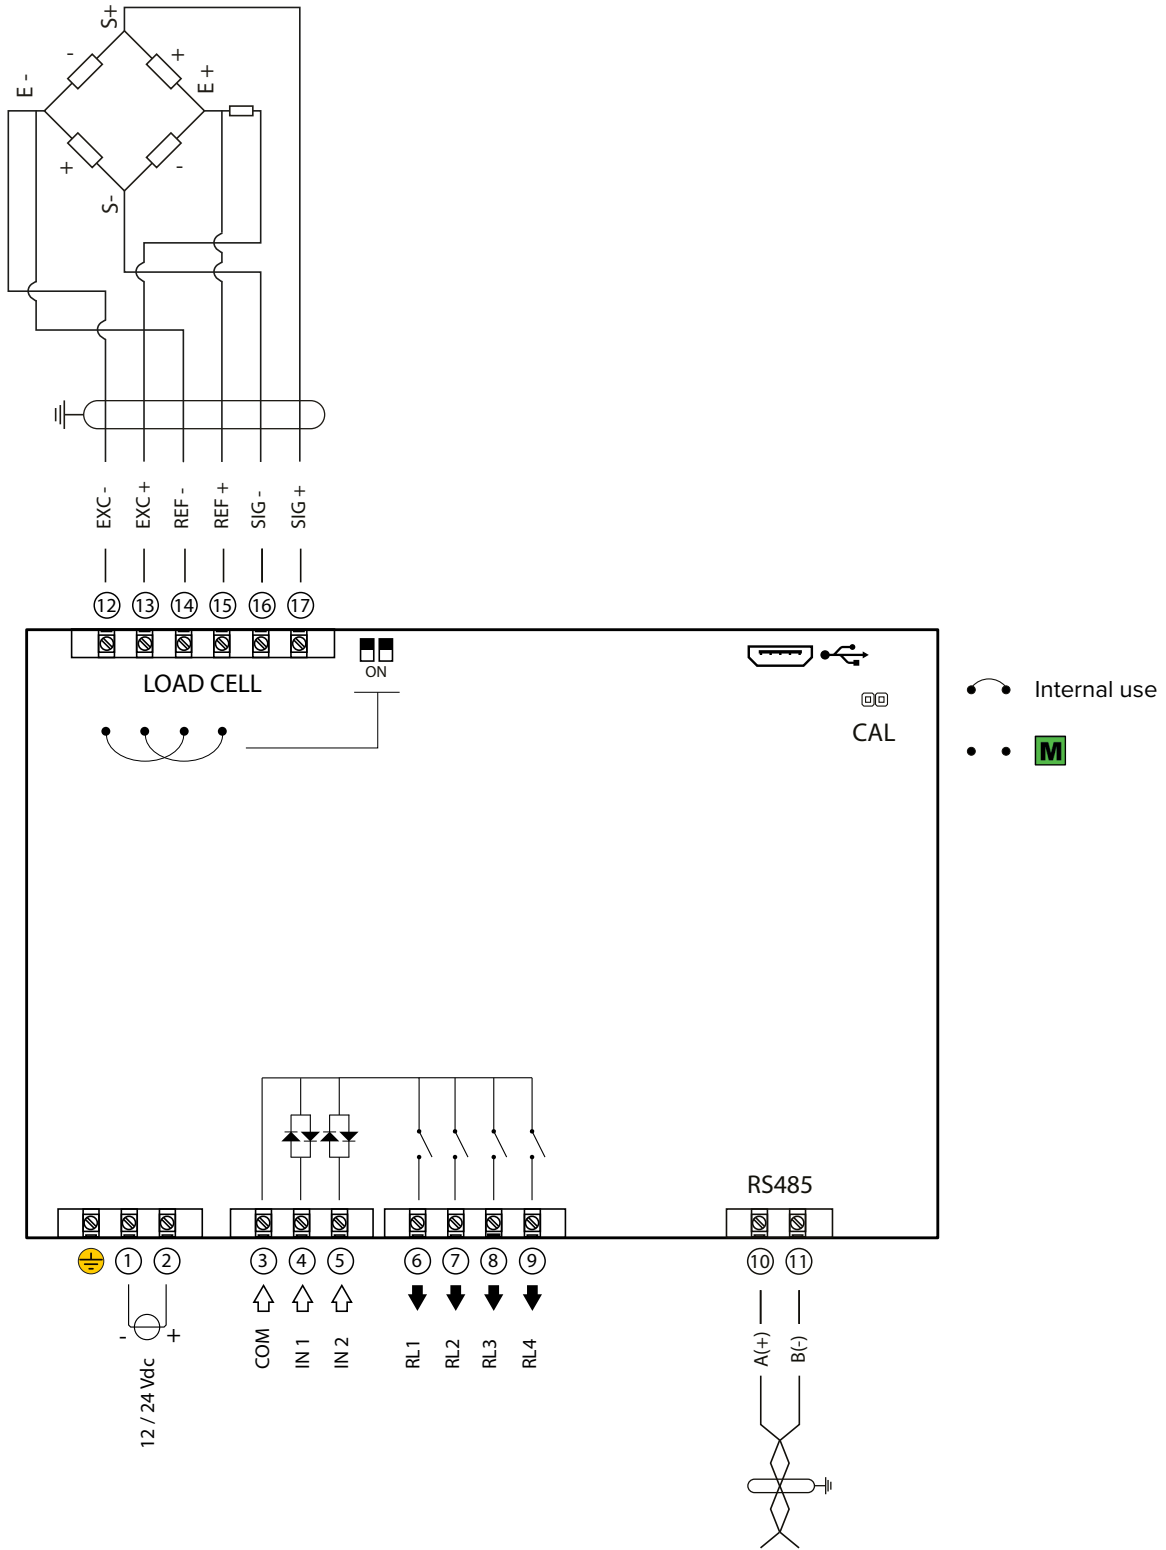 S+
-
+
E -
E +
+
-
S-
EXC -
EXC +
REF -
REF +
SIG -
SIG +
12
13
14
15
16
17
LOAD CELL
ON
CAL
Internal use
M
RS485
1
2
3
4
5
6
7
8
9
10
11
-
+
12 / 24 Vdc
COM
IN 1
IN 2
RL1
RL2
RL3
RL4
A(+)
B(-)